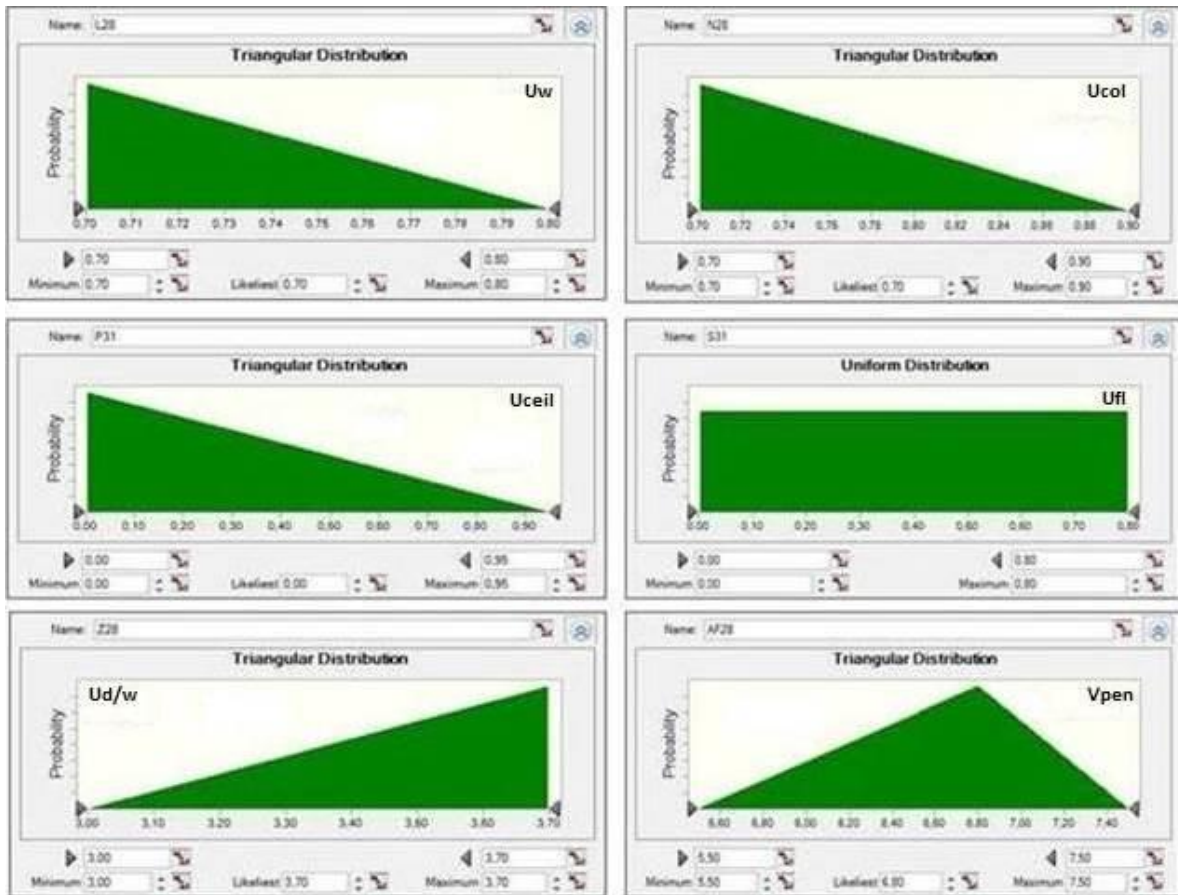 Name: L28
Triangular Distribution
Uw
Probability
0,70 0,71 0,72 0,73 0,74 0,75 0,76 0,77 0,78 0,79 0,80
0.70 0.80
Minimum 0.70 Likeliest 0.70 Maximum 0.80
Name: N28
Triangular Distribution
Ucol
Probability
0,70 0,72 0,74 0,76 0,78 0,80 0,82 0,84 0,86 0,88 0,90
0.70 0.90
Minimum 0.70 Likeliest 0.70 Maximum 0.90
Name: P31
Triangular Distribution
Uceil
Probability
0,00 0,10 0,20 0,30 0,40 0,50 0,60 0,70 0,80 0,90
0.00 0.95
Minimum 0.00 Likeliest 0.00 Maximum 0.95
Name: S31
Uniform Distribution
Ufl
Probability
0,00 0,10 0,20 0,30 0,40 0,50 0,60 0,70 0,80
0.00 0.80
Minimum 0.00 Maximum 0.80
Name: Z28
Triangular Distribution
Ud/w
Probability
3,00 3,10 3,20 3,30 3,40 3,50 3,60 3,70
3.00 3.70
Minimum 3.00 Likeliest 3.70 Maximum 3.70
Name: AF28
Triangular Distribution
Vpen
Probability
6,00 6,20 6,40 6,60 6,80 7,00 7,20 7,40
5.50 7.50
Minimum 5.50 Likeliest 6.80 Maximum 7.50